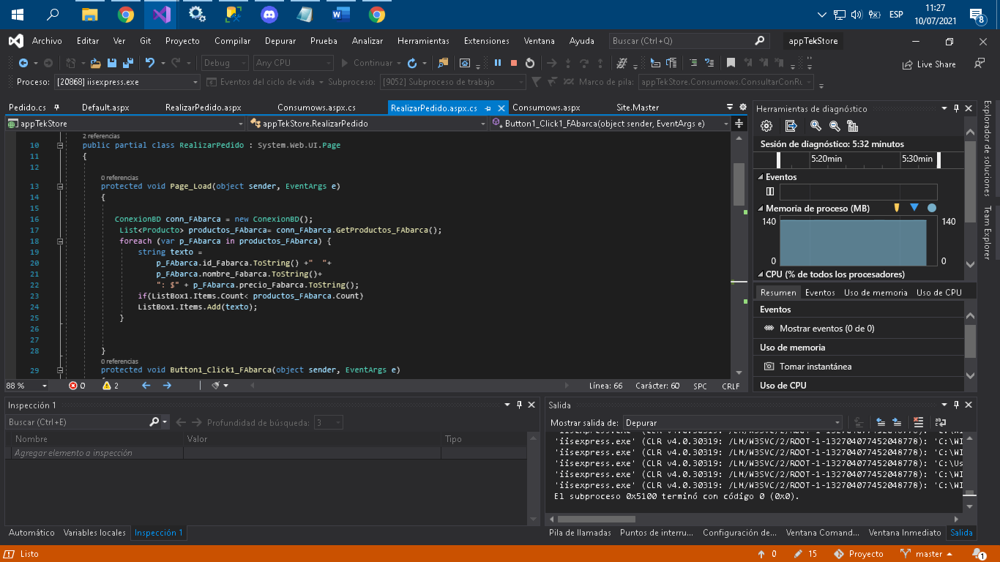 ESP
11:27
10/07/2021
8
Archivo Editar Ver Git Proyecto Compilar Depurar Prueba Analizar Herramientas Extensiones Ventana Ayuda Buscar (Ctrl+Q) appTekStore
Debug Any CPU Continuar Live Share
Proceso: [20868] iisexpress.exe Eventos del ciclo de vida Subproceso: [9052] Subproceso de trabajo Marco de pila: appTekStore.Consumows.ConsultarConRu
Pedido.cs Default.aspx RealizarPedido.aspx Consumows.aspx.cs RealizarPedido.aspx.cs Consumows.aspx Site.Master
appTekStore appTekStore.RealizarPedido Button1_Click1_FAbarca(object sender, EventArgs e)
2 referencias
10 public partial class RealizarPedido : System.Web.UI.Page
11 {
12
0 referencias
13 protected void Page_Load(object sender, EventArgs e)
14 {
15
16 ConexionBD conn_FAbarca = new ConexionBD();
17 List<Producto> productos_FAbarca= conn_FAbarca.GetProductos_FAbarca();
18 foreach (var p_FAbarca in productos_FAbarca) {
19 string texto =
20 p_FAbarca.id_Fabarca.ToString() +"  "+
21 p_FAbarca.nombre_Fabarca.ToString()+
22 ": $" + p_FAbarca.precio_Fabarca.ToString();
23 if(ListBox1.Items.Count< productos_FAbarca.Count)
24 ListBox1.Items.Add(texto);
25 }
26
27
28 }
0 referencias
29 protected void Button1_Click1_FAbarca(object sender, EventArgs e)
88 % 0 2 Línea: 66 Carácter: 60 SPC CRLF
Herramientas de diagnóstico
Sesión de diagnóstico: 5:32 minutos
5:20min 5:30min
Eventos
Memoria de proceso (MB)
140 140
0 0
CPU (% de todos los procesadores)
Resumen Eventos Uso de memoria Uso de CPU
Eventos
Mostrar eventos (0 de 0)
Uso de memoria
Tomar instantánea
Uso de CPU
Explorador de soluciones
Team Explorer
Inspección 1
Buscar (Ctrl+E) Profundidad de búsqueda: 3
Nombre Valor Tipo
Agregar elemento a inspección
Automático Variables locales Inspección 1
Salida
Mostrar salida de: Depurar
'iisexpress.exe' (CLR v4.0.30319: /LM/W3SVC/2/ROOT-1-132704077452048778): 'C:\WI
'iisexpress.exe' (CLR v4.0.30319: /LM/W3SVC/2/ROOT-1-132704077452048778): 'C:\WI
'iisexpress.exe' (CLR v4.0.30319: /LM/W3SVC/2/ROOT-1-132704077452048778): 'C:\WI
'iisexpress.exe' (CLR v4.0.30319: /LM/W3SVC/2/ROOT-1-132704077452048778): 'C:\Us
'iisexpress.exe' (CLR v4.0.30319: /LM/W3SVC/2/ROOT-1-132704077452048778): 'C:\WI
'iisexpress.exe' (CLR v4.0.30319: /LM/W3SVC/2/ROOT-1-132704077452048778): 'C:\WI
El subproceso 0x5100 terminó con código 0 (0x0).
Pila de llamadas Puntos de interru... Configuración de... Ventana Comand... Ventana Inmediato Salida
Listo 0 15 Proyecto master 1